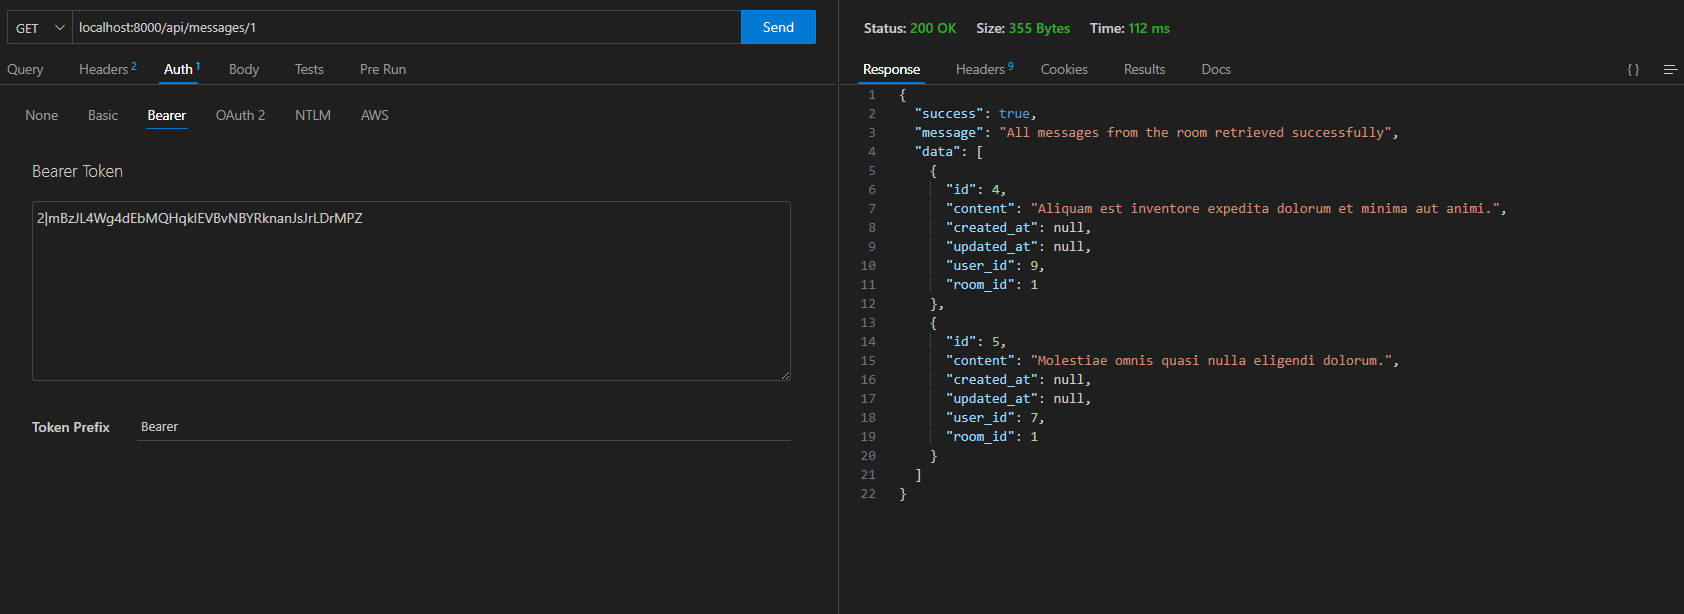 GET localhost:8000/api/messages/1 Send
Query Headers 2 Auth 1 Body Tests Pre Run
None Basic Bearer OAuth 2 NTLM AWS
Bearer Token
2|mBzJL4Wg4dEbMQHqklEVBvNBYRknanJsJrLDrMPZ
Token Prefix Bearer
Status: 200 OK Size: 355 Bytes Time: 112 ms
Response Headers 9 Cookies Results Docs {}
1 {
2 "success": true,
3 "message": "All messages from the room retrieved successfully",
4 "data": [
5 {
6 "id": 4,
7 "content": "Aliquam est inventore expedita dolorum et minima aut animi.",
8 "created_at": null,
9 "updated_at": null,
10 "user_id": 9,
11 "room_id": 1
12 },
13 {
14 "id": 5,
15 "content": "Molestiae omnis quasi nulla eligendi dolorum.",
16 "created_at": null,
17 "updated_at": null,
18 "user_id": 7,
19 "room_id": 1
20 }
21 ]
22 }